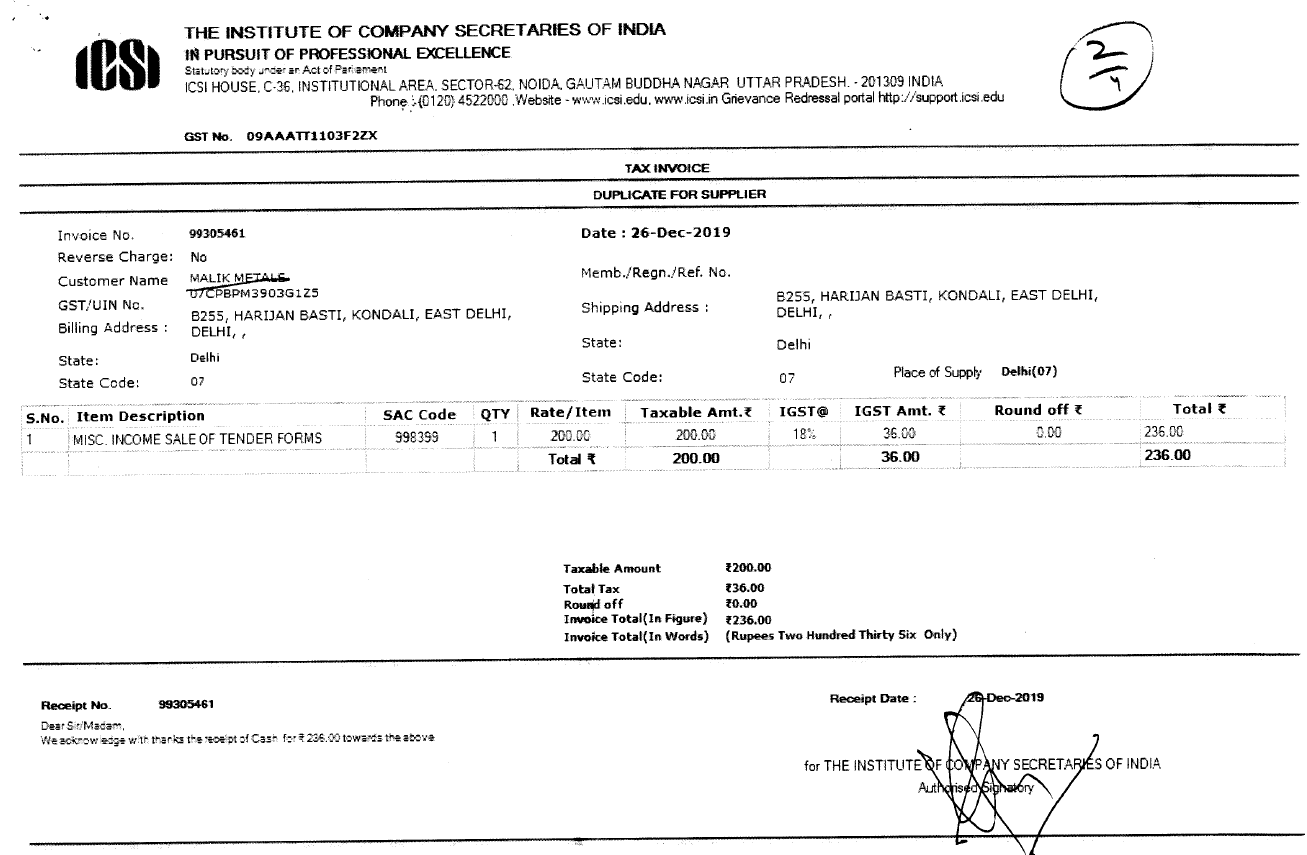 ICSI
THE INSTITUTE OF COMPANY SECRETARIES OF INDIA
IN PURSUIT OF PROFESSIONAL EXCELLENCE
Statutory body under an Act of Parliament
ICSI HOUSE, C-36, INSTITUTIONAL AREA, SECTOR-62, NOIDA, GAUTAM BUDDHA NAGAR UTTAR PRADESH. - 201309 INDIA
Phone :-(0120) 4522000 ,Website - www.icsi.edu, www.icsi.in Grievance Redressal portal http://support.icsi.edu
2/4
GST No. 09AAATT1103F2ZX
TAX INVOICE
DUPLICATE FOR SUPPLIER
Invoice No. 99305461 Date : 26-Dec-2019
Reverse Charge: No
Customer Name MALIK METALS Memb./Regn./Ref. No.
GST/UIN No. 07CPBPM3903G1Z5
Billing Address : B255, HARIJAN BASTI, KONDALI, EAST DELHI, Shipping Address : B255, HARIJAN BASTI, KONDALI, EAST DELHI,
DELHI, , DELHI, ,
State: Delhi State: Delhi
State Code: 07 State Code: 07 Place of Supply Delhi(07)
S.No. Item Description SAC Code QTY Rate/Item Taxable Amt.₹ IGST@ IGST Amt. ₹ Round off ₹ Total ₹
1 MISC. INCOME SALE OF TENDER FORMS 998399 1 200.00 200.00 18% 36.00 0.00 236.00
Total ₹ 200.00 36.00 236.00
Taxable Amount ₹200.00
Total Tax ₹36.00
Round off ₹0.00
Invoice Total(In Figure) ₹236.00
Invoice Total(In Words) (Rupees Two Hundred Thirty Six Only)
Receipt No. 99305461 Receipt Date : 26-Dec-2019
Dear Sir/Madam,
We acknowledge with thanks the receipt of Cash for ₹ 236.00 towards the above
for THE INSTITUTE OF COMPANY SECRETARIES OF INDIA
Authorised Signatory